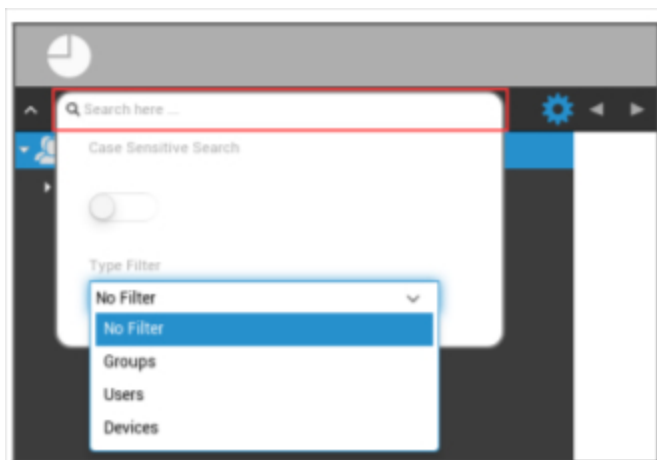 Search here ...
Case Sensitive Search
Type Filter
No Filter
No Filter
Groups
Users
Devices